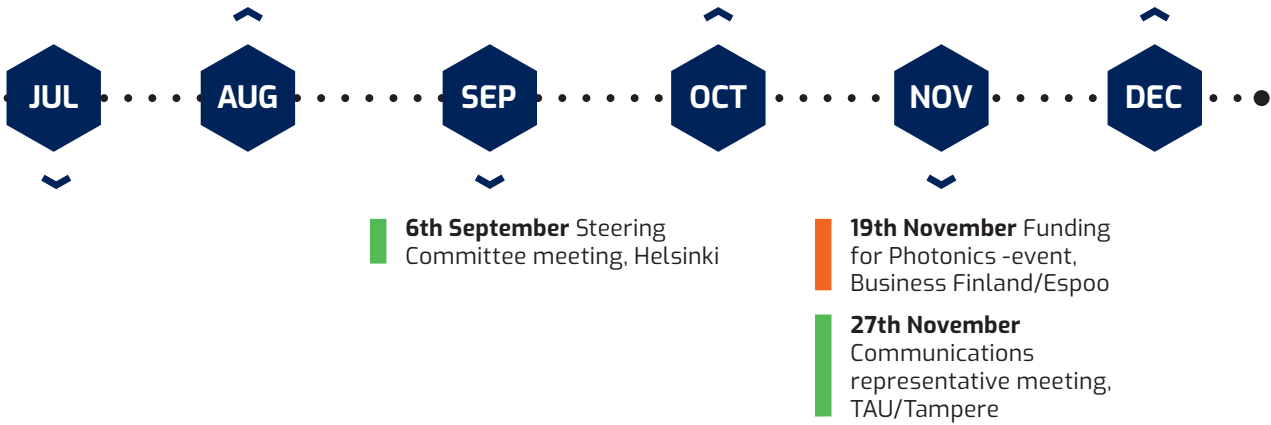 JUL
AUG
SEP
OCT
NOV
DEC
6th September Steering
Committee meeting, Helsinki
19th November Funding
for Photonics -event,
Business Finland/Espoo
27th November
Communications
representative meeting,
TAU/Tampere